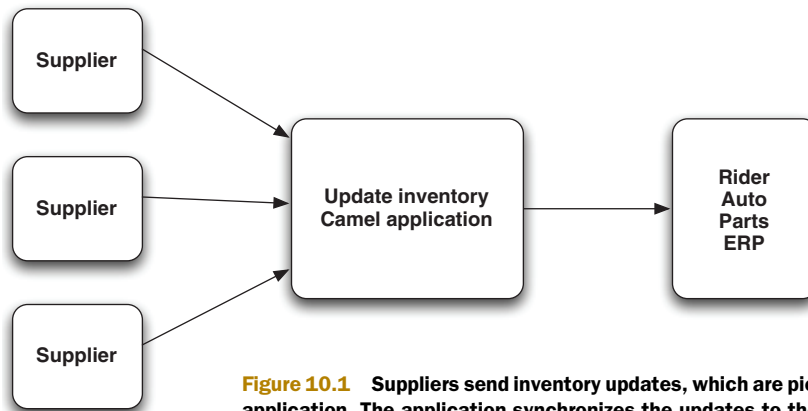 Supplier
Supplier
Supplier
Update inventory
Camel application
Rider
Auto
Parts
ERP
Figure 10.1 Suppliers send inventory updates, which are
application. The application synchronizes the updates to